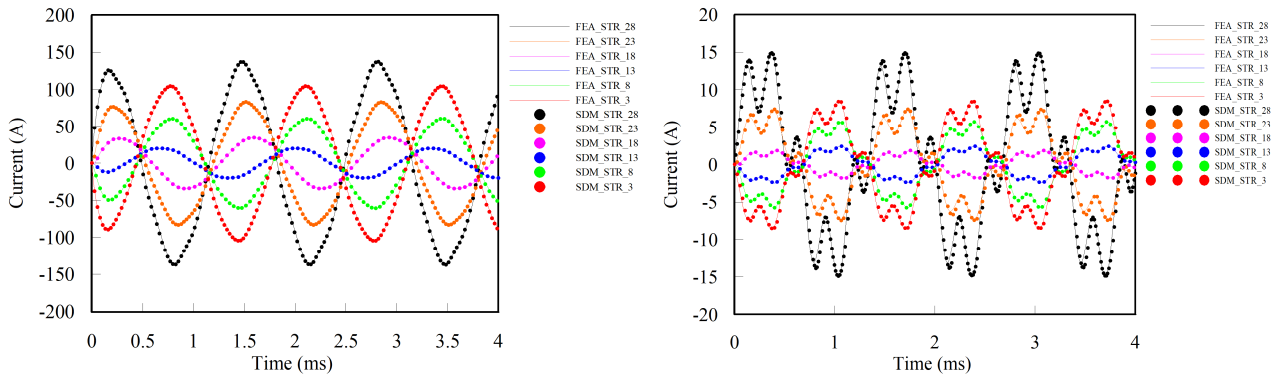 200
150
100
50
0
-50
-100
-150
-200
Current (A)
0
0.5
1
1.5
2
2.5
3
3.5
4
Time (ms)
FEA_STR_28
FEA_STR_23
FEA_STR_18
FEA_STR_13
FEA_STR_8
FEA_STR_3
SDM_STR_28
SDM_STR_23
SDM_STR_18
SDM_STR_13
SDM_STR_8
SDM_STR_3
20
15
10
5
0
-5
-10
-15
-20
Current (A)
0
1
2
3
4
Time (ms)
FEA_STR_28
FEA_STR_23
FEA_STR_18
FEA_STR_13
FEA_STR_8
FEA_STR_3
SDM_STR_28
SDM_STR_23
SDM_STR_18
SDM_STR_13
SDM_STR_8
SDM_STR_3